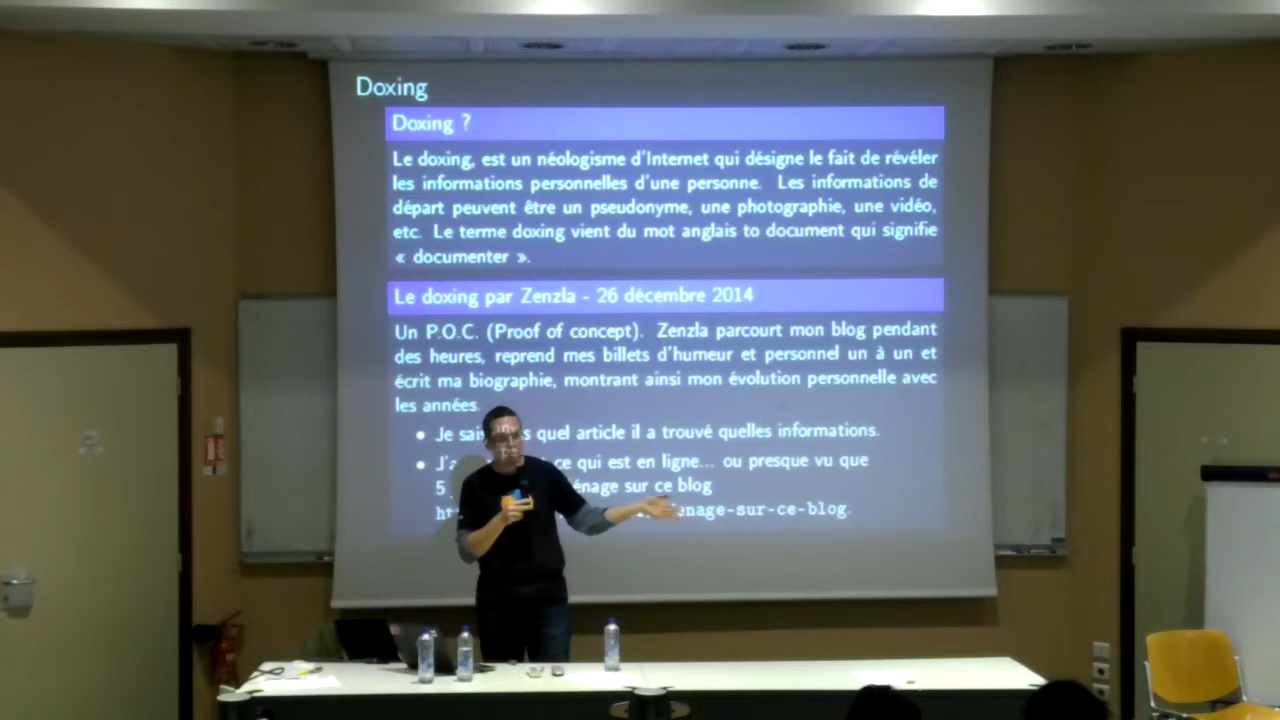 Doxing
Doxing ?
Le doxing, est un néologisme d'Internet qui désigne le fait de révéler
les informations personnelles d'une personne. Les informations de
départ peuvent être un pseudonyme, une photographie, une vidéo,
etc. Le terme doxing vient du mot anglais to document qui signifie
« documenter ».
Le doxing par Zenzla - 26 décembre 2014
Un P.O.C. (Proof of concept). Zenzla parcourt mon blog pendant
des heures, reprend mes billets d'humeur et personnel un à un et
écrit ma biographie, montrant ainsi mon évolution personnelle avec
les années.
• Je quel article il a trouvé quelles informations.
• ce qui est en ligne... ou presque vu que
5 sur ce blog
enage-sur-ce-blog.